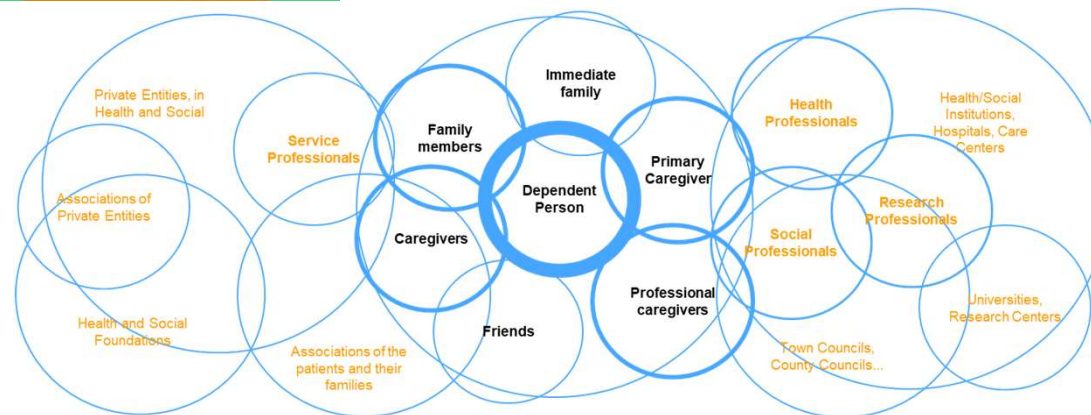 Private Entities, in
Health and Social
Service
Professionals
Associations of
Private Entities
Health and Social
Foundations
Associations of the
patients and their
families
Family
members
Caregivers
Friends
Immediate
family
Dependent
Person
Primary
Caregiver
Professional
caregivers
Health
Professionals
Social
Professionals
Research
Professionals
Health/Social
Institutions,
Hospitals, Care
Centers
Universities,
Research Centers
Town Councils,
County Councils...